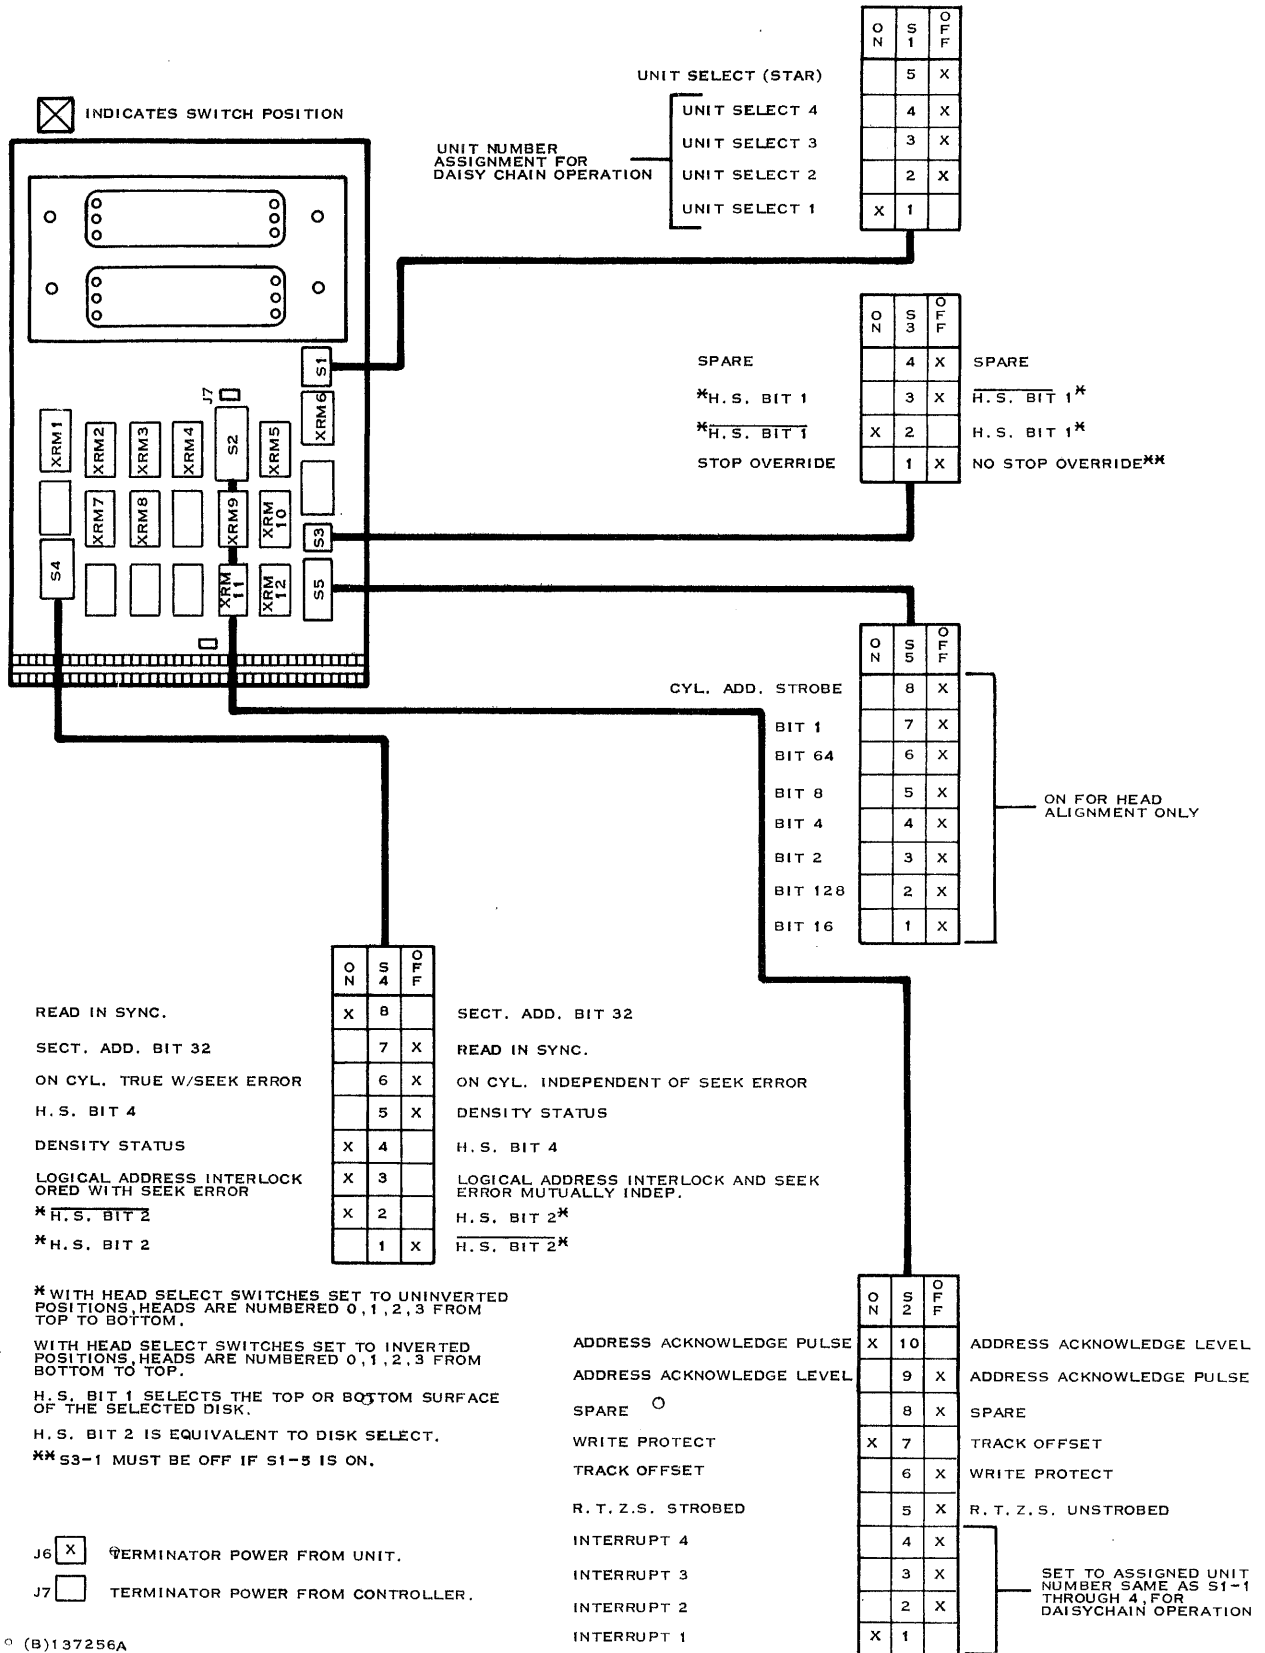 INDICATES SWITCH POSITION
ON S1 OFF
UNIT SELECT (STAR) 5 X
UNIT SELECT 4 4 X
UNIT SELECT 3 3 X
UNIT SELECT 2 2 X
UNIT SELECT 1 X 1
UNIT NUMBER
ASSIGNMENT FOR
DAISY CHAIN OPERATION
S1
J7
XRM1
XRM2
XRM3
XRM4
S2
XRM5
XRM6
XRM7
XRM8
XRM9
XRM 10
S3
S4
XRM 11
XRM 12
S5
ON S3 OFF
SPARE 4 X SPARE
*H.S. BIT 1 3 X H.S. BIT 1*
*H.S. BIT 1 X 2 H.S. BIT 1*
STOP OVERRIDE 1 X NO STOP OVERRIDE**
ON S5 OFF
CYL. ADD. STROBE 8 X
BIT 1 7 X
BIT 64 6 X
BIT 8 5 X
BIT 4 4 X
BIT 2 3 X
BIT 128 2 X
BIT 16 1 X
ON FOR HEAD
ALIGNMENT ONLY
ON S4 OFF
READ IN SYNC. X 8 SECT. ADD. BIT 32
SECT. ADD. BIT 32 7 X READ IN SYNC.
ON CYL. TRUE W/SEEK ERROR 6 X ON CYL. INDEPENDENT OF SEEK ERROR
H.S. BIT 4 5 X DENSITY STATUS
DENSITY STATUS X 4 H.S. BIT 4
LOGICAL ADDRESS INTERLOCK
ORED WITH SEEK ERROR
X 3
LOGICAL ADDRESS INTERLOCK AND SEEK
ERROR MUTUALLY INDEP.
*H.S. BIT 2 X 2 H.S. BIT 2*
*H.S. BIT 2 1 X H.S. BIT 2*
*WITH HEAD SELECT SWITCHES SET TO UNINVERTED
POSITIONS, HEADS ARE NUMBERED 0,1,2,3 FROM
TOP TO BOTTOM.
WITH HEAD SELECT SWITCHES SET TO INVERTED
POSITIONS, HEADS ARE NUMBERED 0,1,2,3 FROM
BOTTOM TO TOP.
H.S. BIT 1 SELECTS THE TOP OR BOTTOM SURFACE
OF THE SELECTED DISK.
H.S. BIT 2 IS EQUIVALENT TO DISK SELECT.
**S3-1 MUST BE OFF IF S1-5 IS ON.
J6 X TERMINATOR POWER FROM UNIT.
J7 TERMINATOR POWER FROM CONTROLLER.
ON S2 OFF
ADDRESS ACKNOWLEDGE PULSE X 10 ADDRESS ACKNOWLEDGE LEVEL
ADDRESS ACKNOWLEDGE LEVEL 9 X ADDRESS ACKNOWLEDGE PULSE
SPARE 8 X SPARE
WRITE PROTECT X 7 TRACK OFFSET
TRACK OFFSET 6 X WRITE PROTECT
R.T.Z.S. STROBED 5 X R.T.Z.S. UNSTROBED
INTERRUPT 4 4 X
INTERRUPT 3 3 X
INTERRUPT 2 2 X
INTERRUPT 1 X 1
SET TO ASSIGNED UNIT
NUMBER SAME AS S1-1
THROUGH 4, FOR
DAISYCHAIN OPERATION
(B)137256A